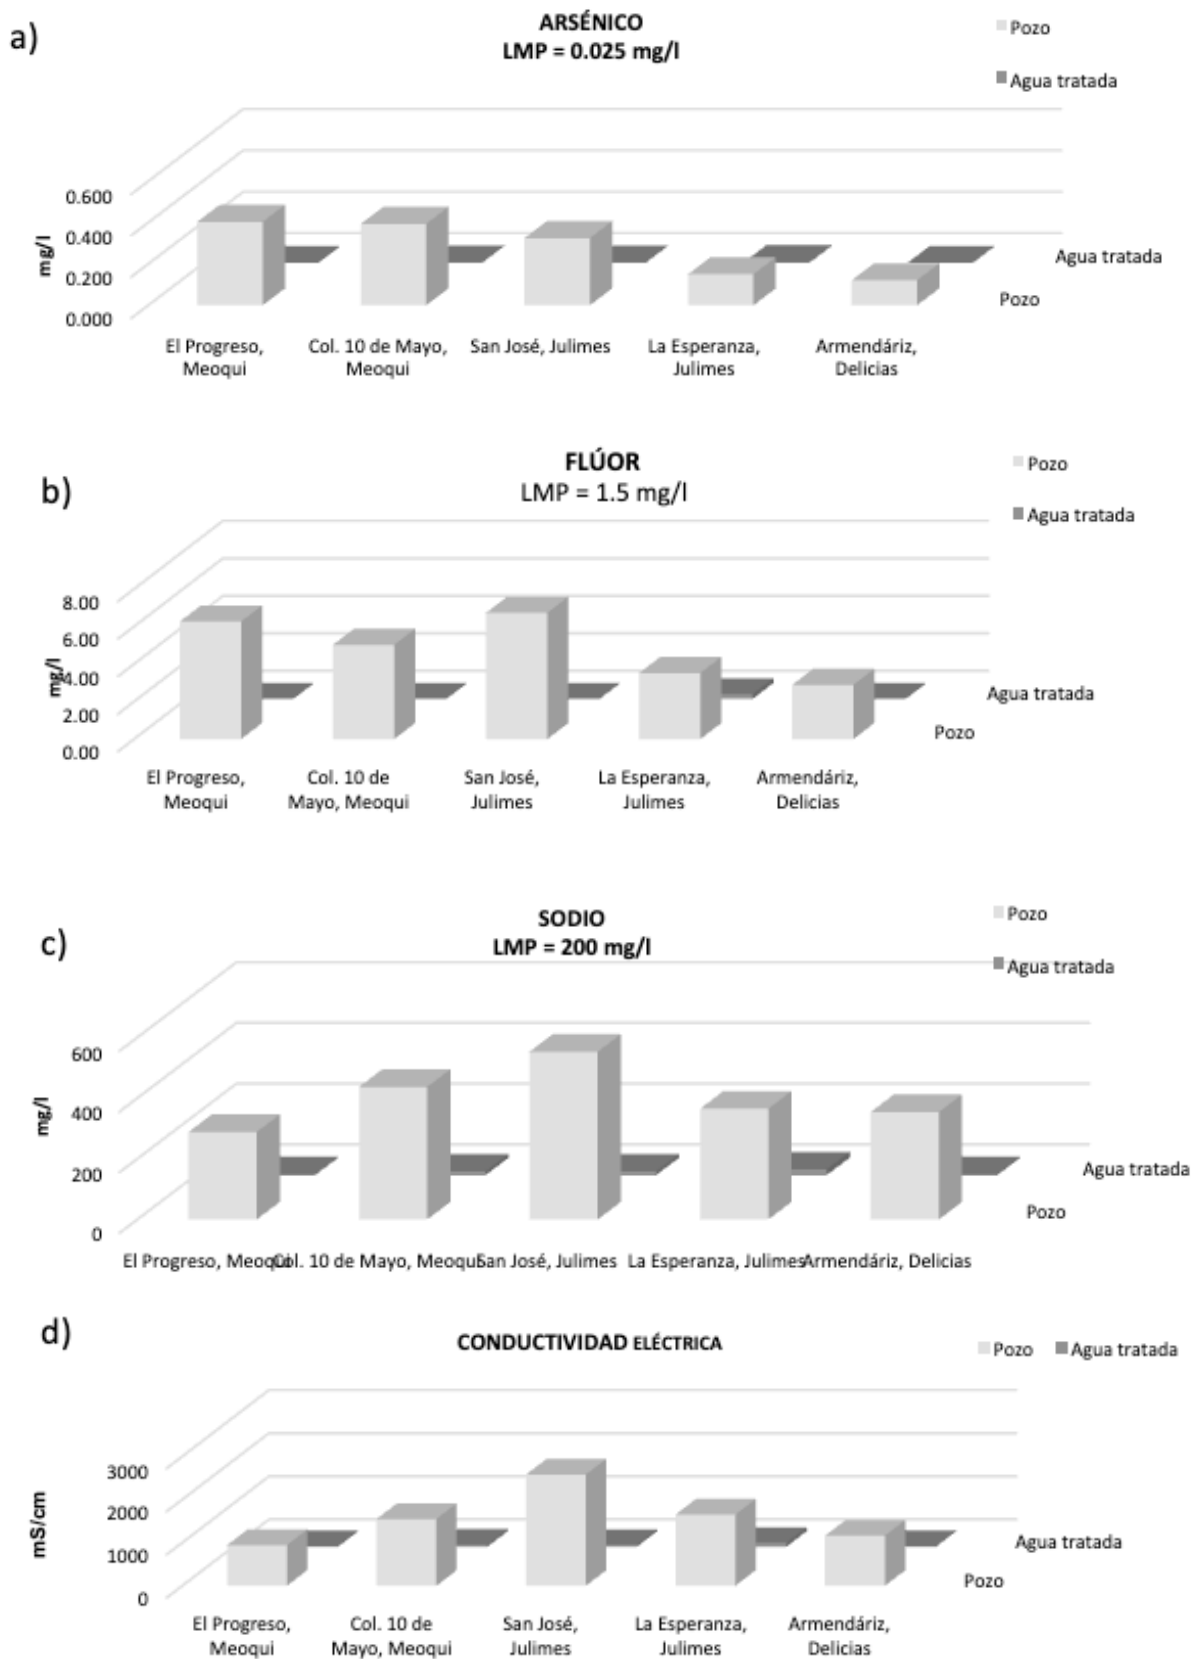 a)
ARSÉNICO
LMP = 0.025 mg/l
Pozo
Agua tratada
0.600
0.400
0.200
0.000
mg/l
Agua tratada
Pozo
El Progreso,
Meoqui
Col. 10 de Mayo,
Meoqui
San José, Julimes
La Esperanza,
Julimes
Armendáriz,
Delicias
b)
FLÚOR
LMP = 1.5 mg/l
Pozo
Agua tratada
8.00
6.00
4.00
2.00
0.00
mg/l
Agua tratada
Pozo
El Progreso,
Meoqui
Col. 10 de
Mayo, Meoqui
San José,
Julimes
La Esperanza,
Julimes
Armendáriz,
Delicias
c)
SODIO
LMP = 200 mg/l
Pozo
Agua tratada
600
400
200
0
mg/l
Agua tratada
Pozo
El Progreso, Meoqui
Col. 10 de Mayo, Meoqui
San José, Julimes
La Esperanza, Julimes
Armendáriz, Delicias
d)
CONDUCTIVIDAD ELÉCTRICA
Pozo
Agua tratada
3000
2000
1000
0
mS/cm
Agua tratada
Pozo
El Progreso,
Meoqui
Col. 10 de
Mayo, Meoqui
San José,
Julimes
La Esperanza,
Julimes
Armendáriz,
Delicias